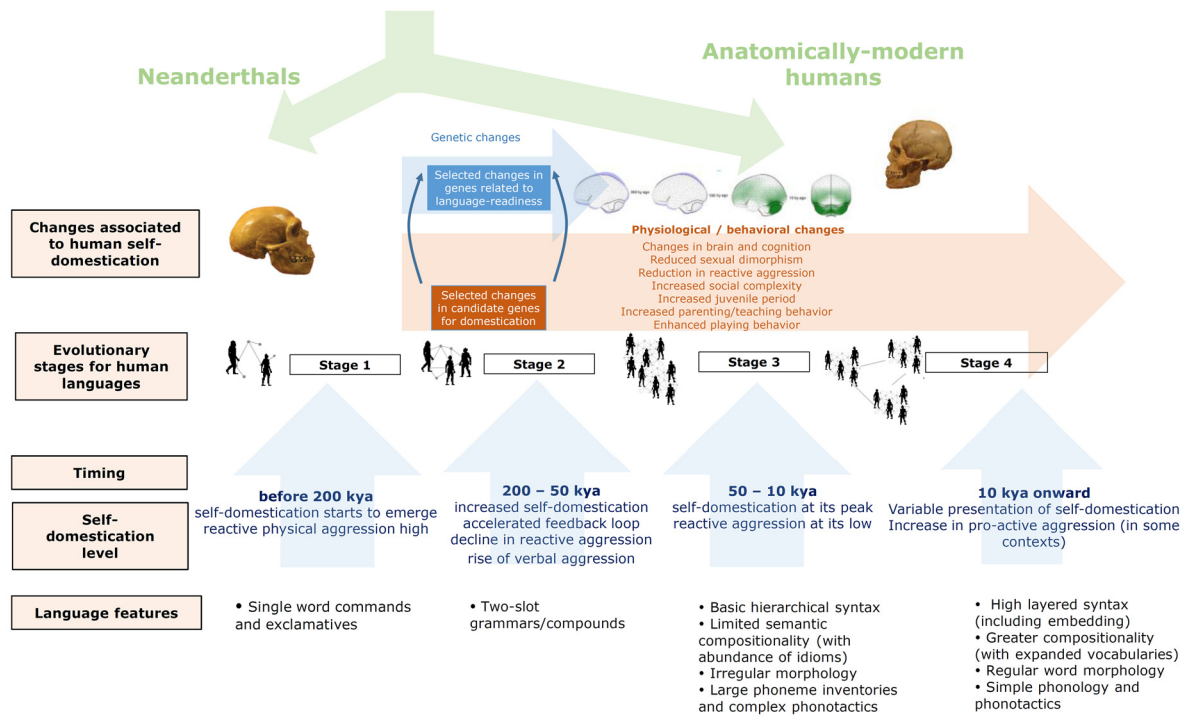 Neanderthals
Anatomically-modern
humans
Genetic changes
Selected changes in
genes related to
language-readiness
Changes associated
to human self-
domestication
Physiological / behavioral changes
Changes in brain and cognition
Reduced sexual dimorphism
Reduction in reactive aggression
Increased social complexity
Increased juvenile period
Increased parenting/teaching behavior
Enhanced playing behavior
Selected changes
in candidate genes
for domestication
Evolutionary
stages for human
languages
Stage 1
Stage 2
Stage 3
Stage 4
Timing
Self-
domestication
level
before 200 kya
self-domestication starts to emerge
reactive physical aggression high
200 – 50 kya
increased self-domestication
accelerated feedback loop
decline in reactive aggression
rise of verbal aggression
50 – 10 kya
self-domestication at its peak
reactive aggression at its low
10 kya onward
Variable presentation of self-domestication
Increase in pro-active aggression (in some
contexts)
Language features
• Single word commands
and exclamatives
• Two-slot
grammars/compounds
• Basic hierarchical syntax
• Limited semantic
compositionality (with
abundance of idioms)
• Irregular morphology
• Large phoneme inventories
and complex phonotactics
• High layered syntax
(including embedding)
• Greater compositionality
(with expanded vocabularies)
• Regular word morphology
• Simple phonology and
phonotactics